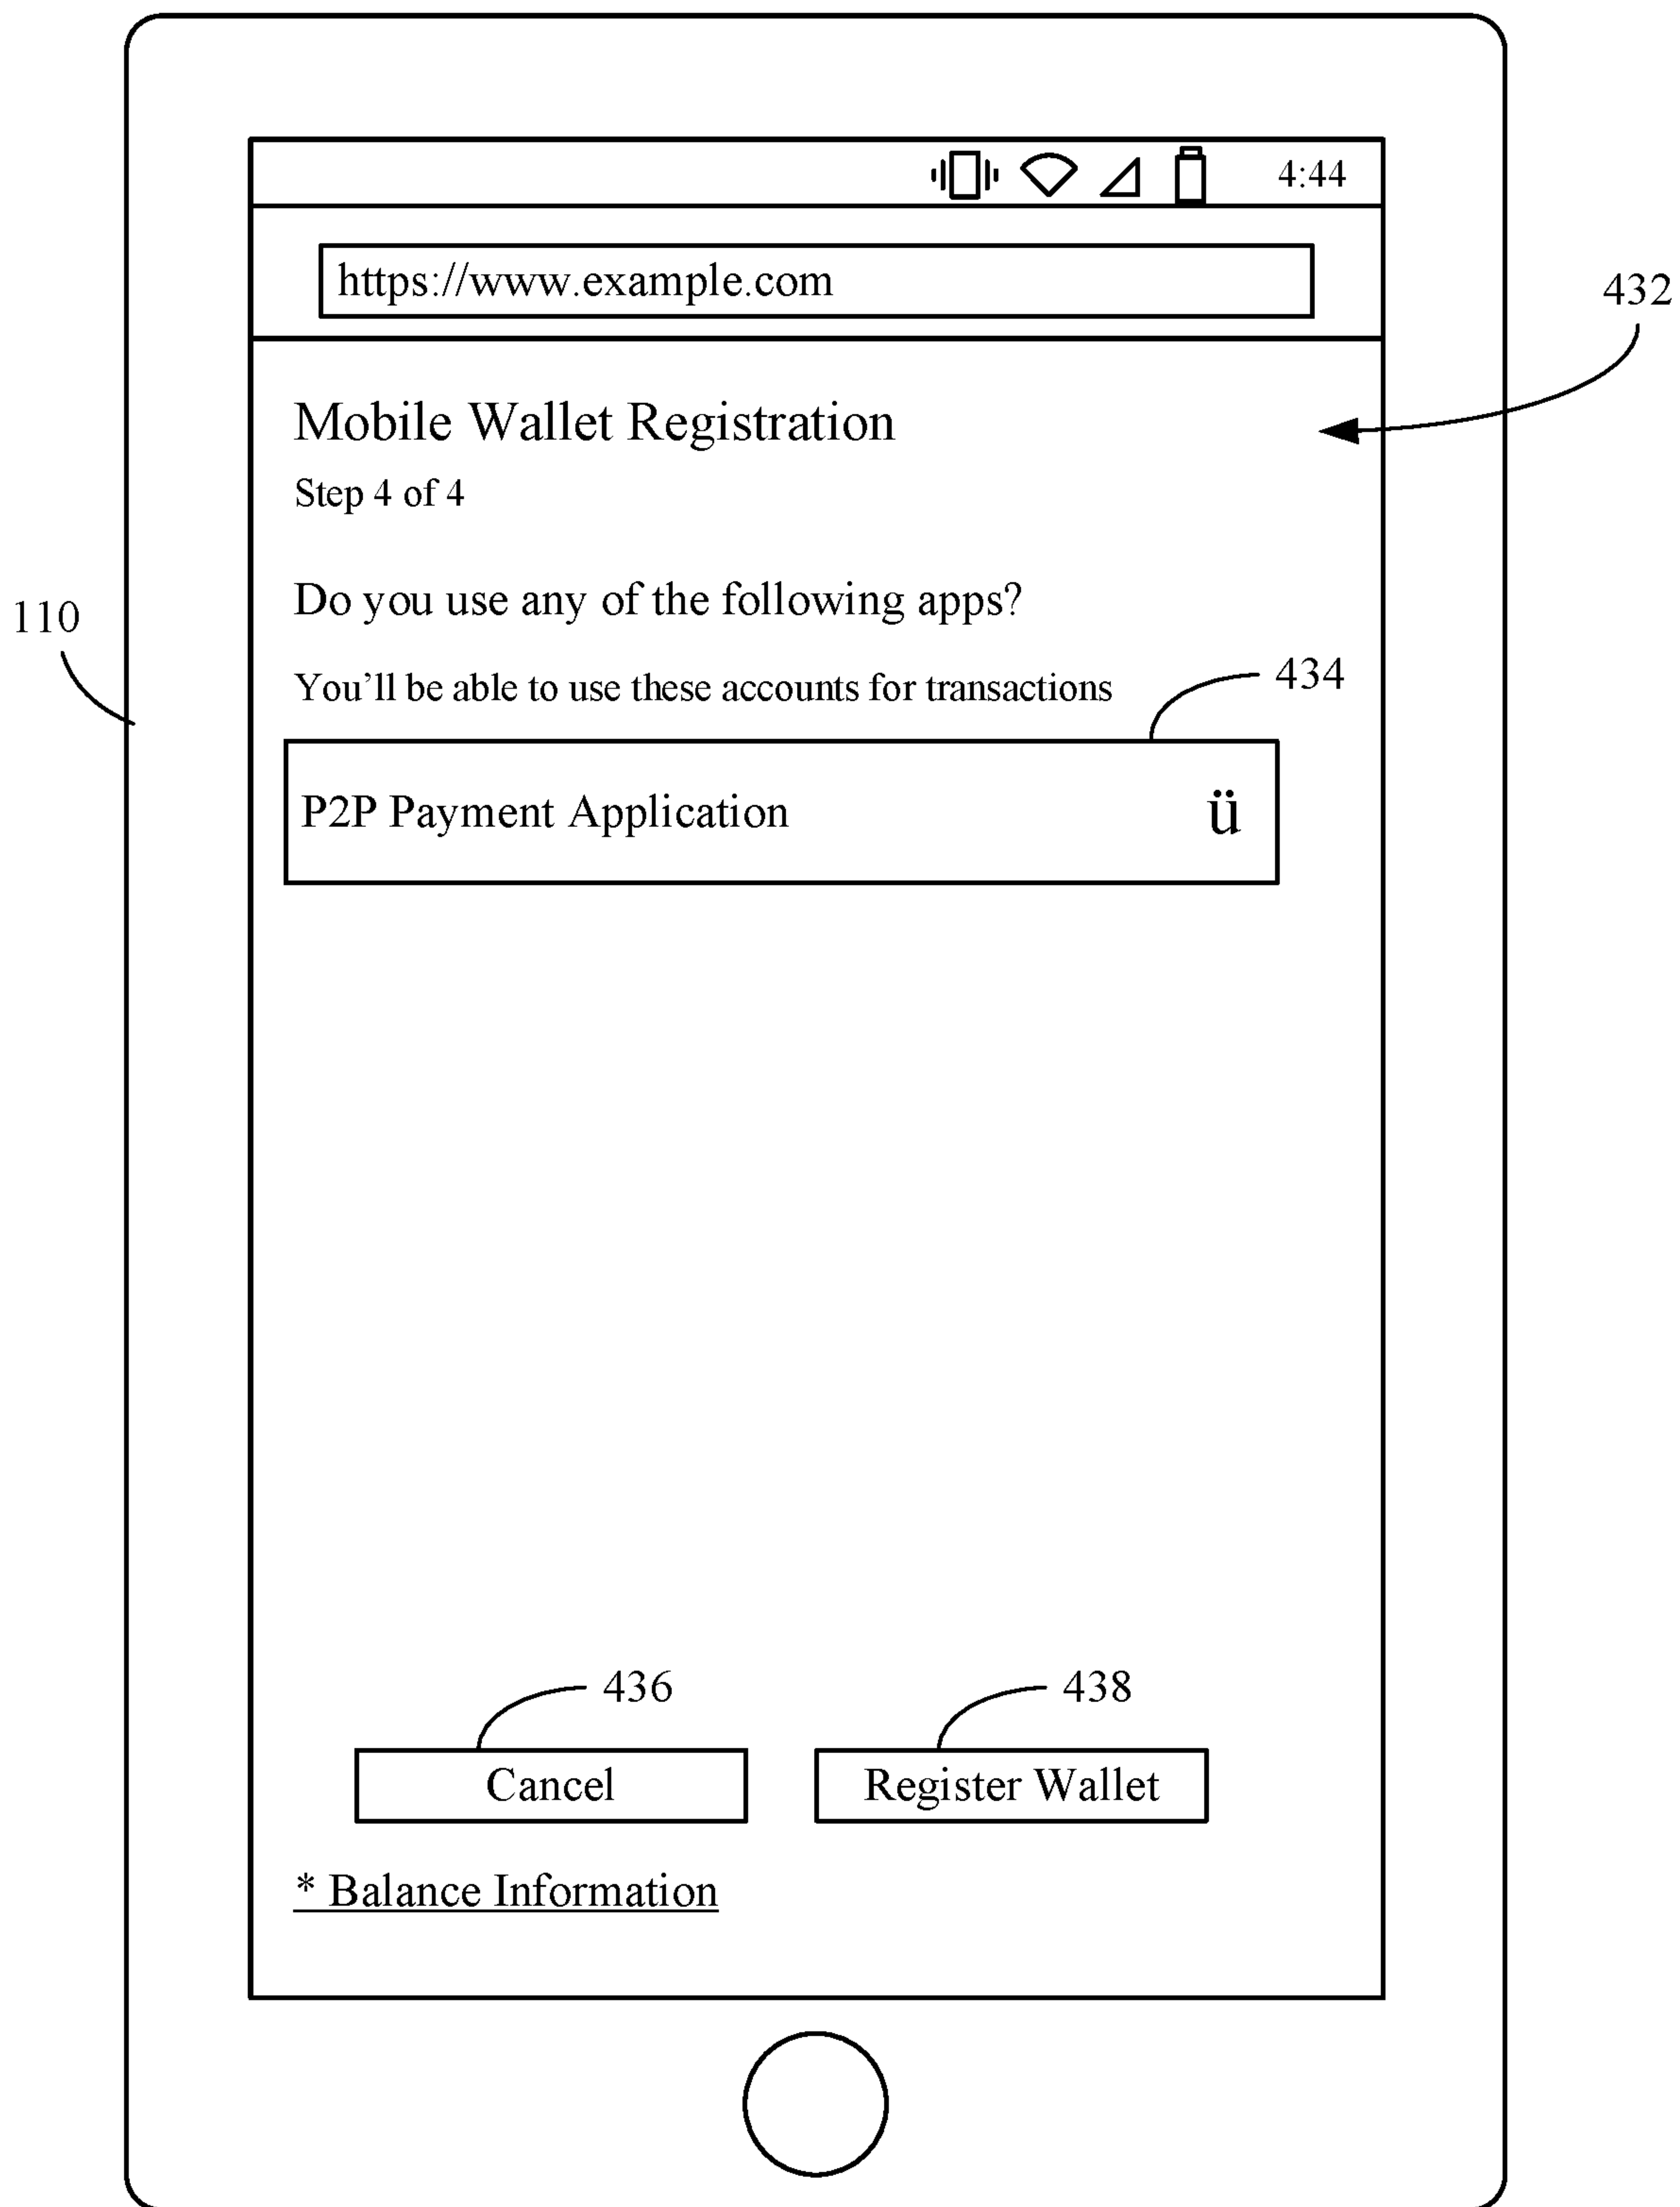 4:44
https://www.example.com
432
Mobile Wallet Registration
Step 4 of 4
Do you use any of the following apps?
110
You’ll be able to use these accounts for transactions
434
P2P Payment Application ü
436
438
Cancel
Register Wallet
* Balance Information